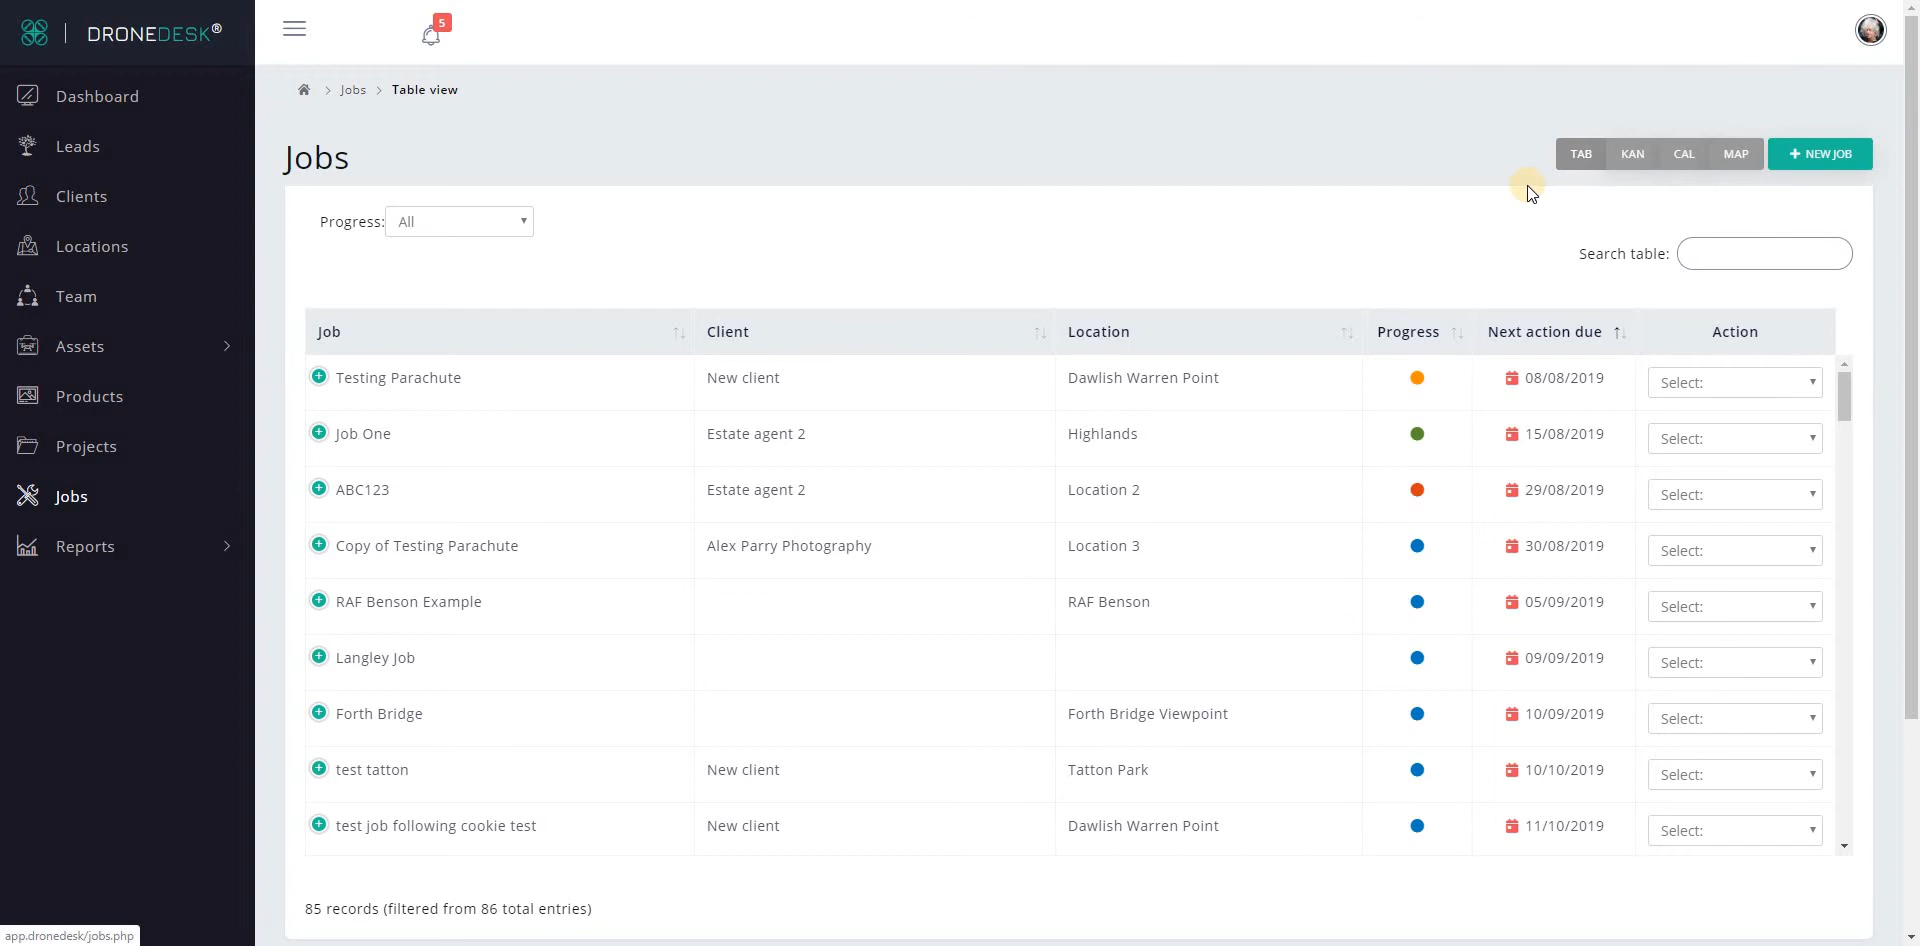 DRONEDESK®
5
Dashboard
Leads
Clients
Locations
Team
Assets
Products
Projects
Jobs
Reports
Jobs
Table view
Jobs
TAB
KAN
CAL
MAP
NEW JOB
Progress:
All
Search table:
Job Client Location Progress Next action due Action
Testing Parachute New client Dawlish Warren Point 08/08/2019 Select:
Job One Estate agent 2 Highlands 15/08/2019 Select:
ABC123 Estate agent 2 Location 2 29/08/2019 Select:
Copy of Testing Parachute Alex Parry Photography Location 3 30/08/2019 Select:
RAF Benson Example RAF Benson 05/09/2019 Select:
Langley Job 09/09/2019 Select:
Forth Bridge Forth Bridge Viewpoint 10/09/2019 Select:
test tatton New client Tatton Park 10/10/2019 Select:
test job following cookie test New client Dawlish Warren Point 11/10/2019 Select:
85 records (filtered from 86 total entries)
app.dronedesk/jobs.php